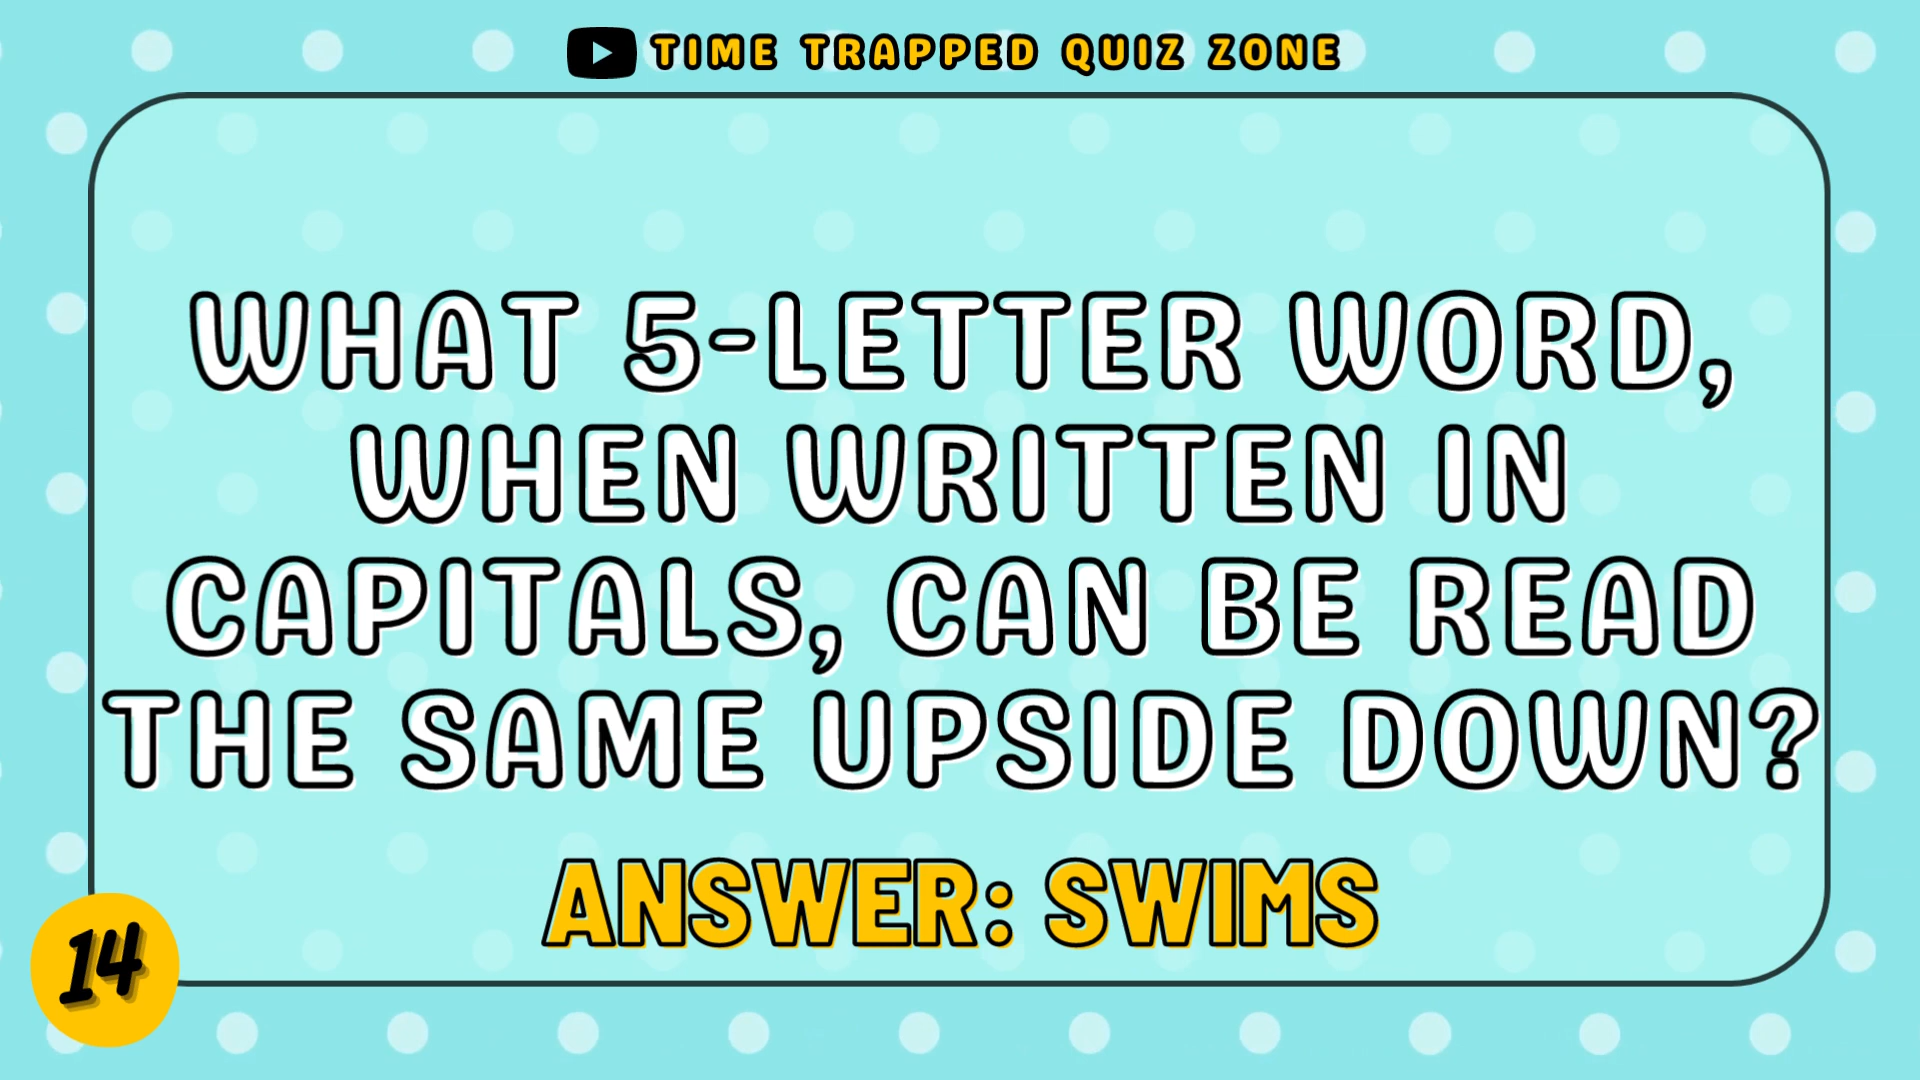 TIME TRAPPED QUIZ ZONE
WHAT 5-LETTER WORD,
WHEN WRITTEN IN
CAPITALS, CAN BE READ
THE SAME UPSIDE DOWN?
ANSWER: SWIMS
14